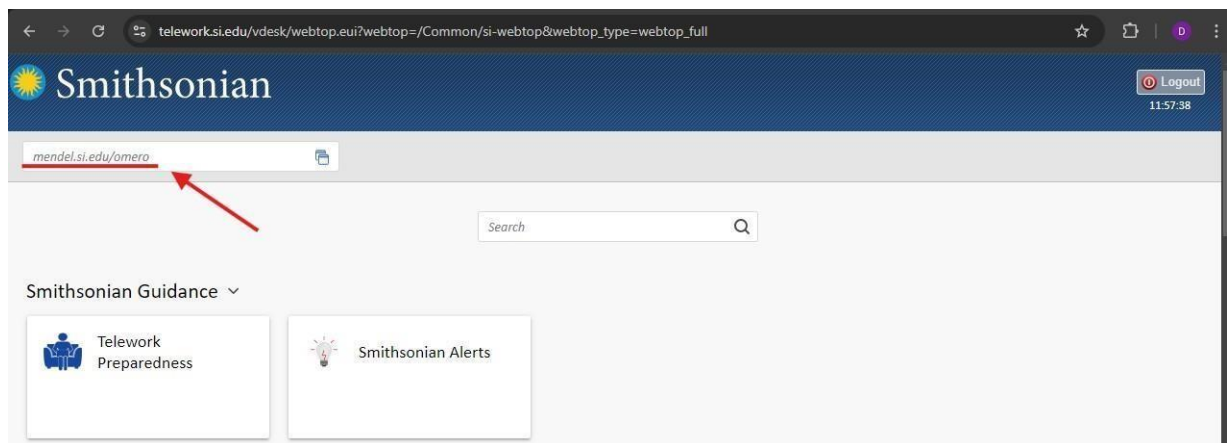 telework.si.edu/vdesk/webtop.eui?webtop=/Common/si-webtop&webtop_type=webtop_full
D
Smithsonian
Logout
11:57:38
mendel.si.edu/omero
Search
Smithsonian Guidance
Telework
Preparedness
Smithsonian Alerts